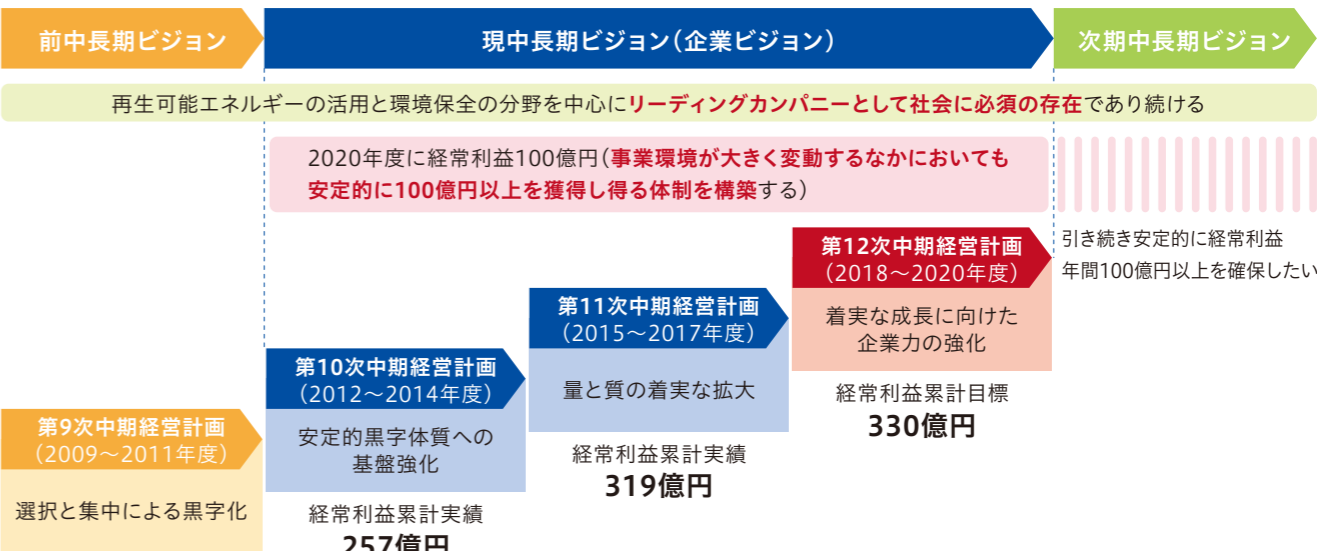 前中長期ビジョン
現中長期ビジョン（企業ビジョン）
次期中長期ビジョン
再生可能エネルギーの活用と環境保全の分野を中心にリーディングカンパニーとして社会に必須の存在であり続ける
2020年度に経常利益100億円（事業環境が大きく変動するなかにおいても
安定的に100億円以上を獲得し得る体制を構築する）
引き続き安定的に経常利益
年間100億円以上を確保したい
第12次中期経営計画
（2018～2020年度）
着実な成長に向けた
企業力の強化
経常利益累計目標
330億円
第11次中期経営計画
（2015～2017年度）
量と質の着実な拡大
経常利益累計実績
319億円
第10次中期経営計画
（2012～2014年度）
安定的黒字体質への
基盤強化
経常利益累計実績
257億円
第9次中期経営計画
（2009～2011年度）
選択と集中による黒字化